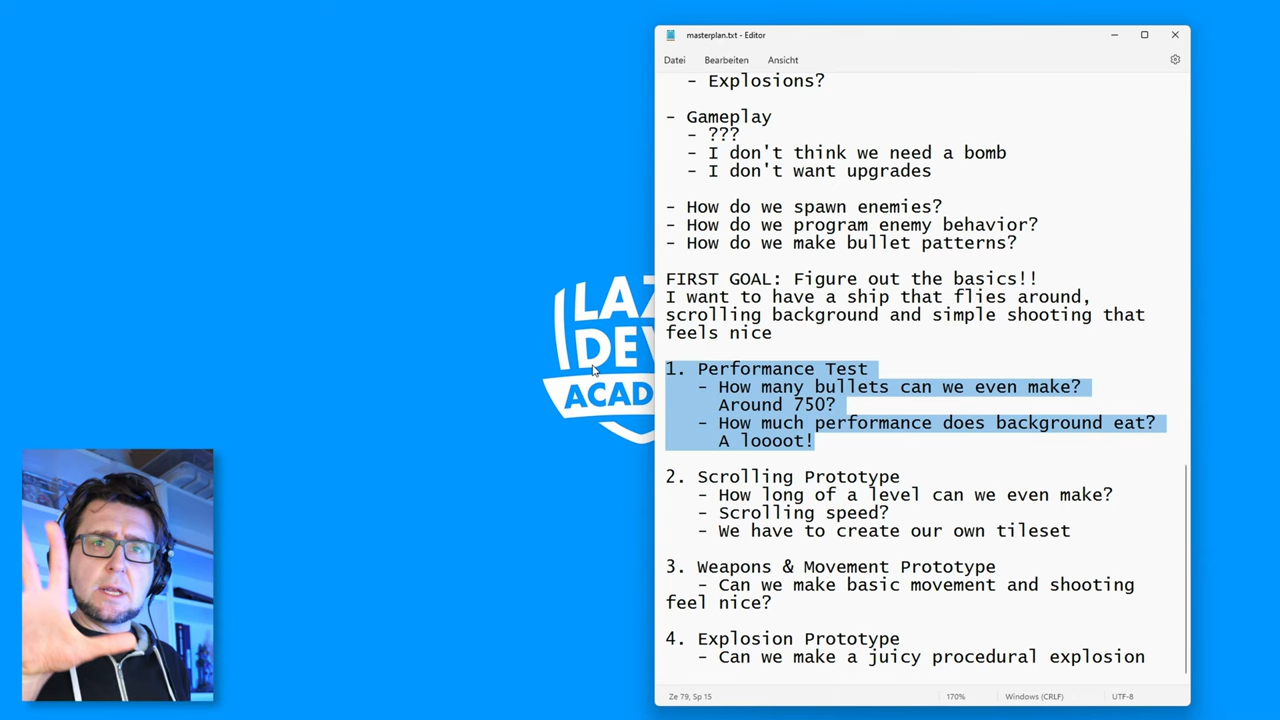 masterplan.txt - Editor
Datei Bearbeiten Ansicht
- Explosions?
- Gameplay
- ???
- I don't think we need a bomb
- I don't want upgrades
- How do we spawn enemies?
- How do we program enemy behavior?
- How do we make bullet patterns?
FIRST GOAL: Figure out the basics!!
I want to have a ship that flies around,
scrolling background and simple shooting that
feels nice
1. Performance Test
- How many bullets can we even make?
Around 750?
- How much performance does background eat?
A loooot!
2. Scrolling Prototype
- How long of a level can we even make?
- Scrolling speed?
- We have to create our own tileset
3. Weapons & Movement Prototype
- Can we make basic movement and shooting
feel nice?
4. Explosion Prototype
- Can we make a juicy procedural explosion
Ze 79, Sp 15 170% Windows (CRLF) UTF-8